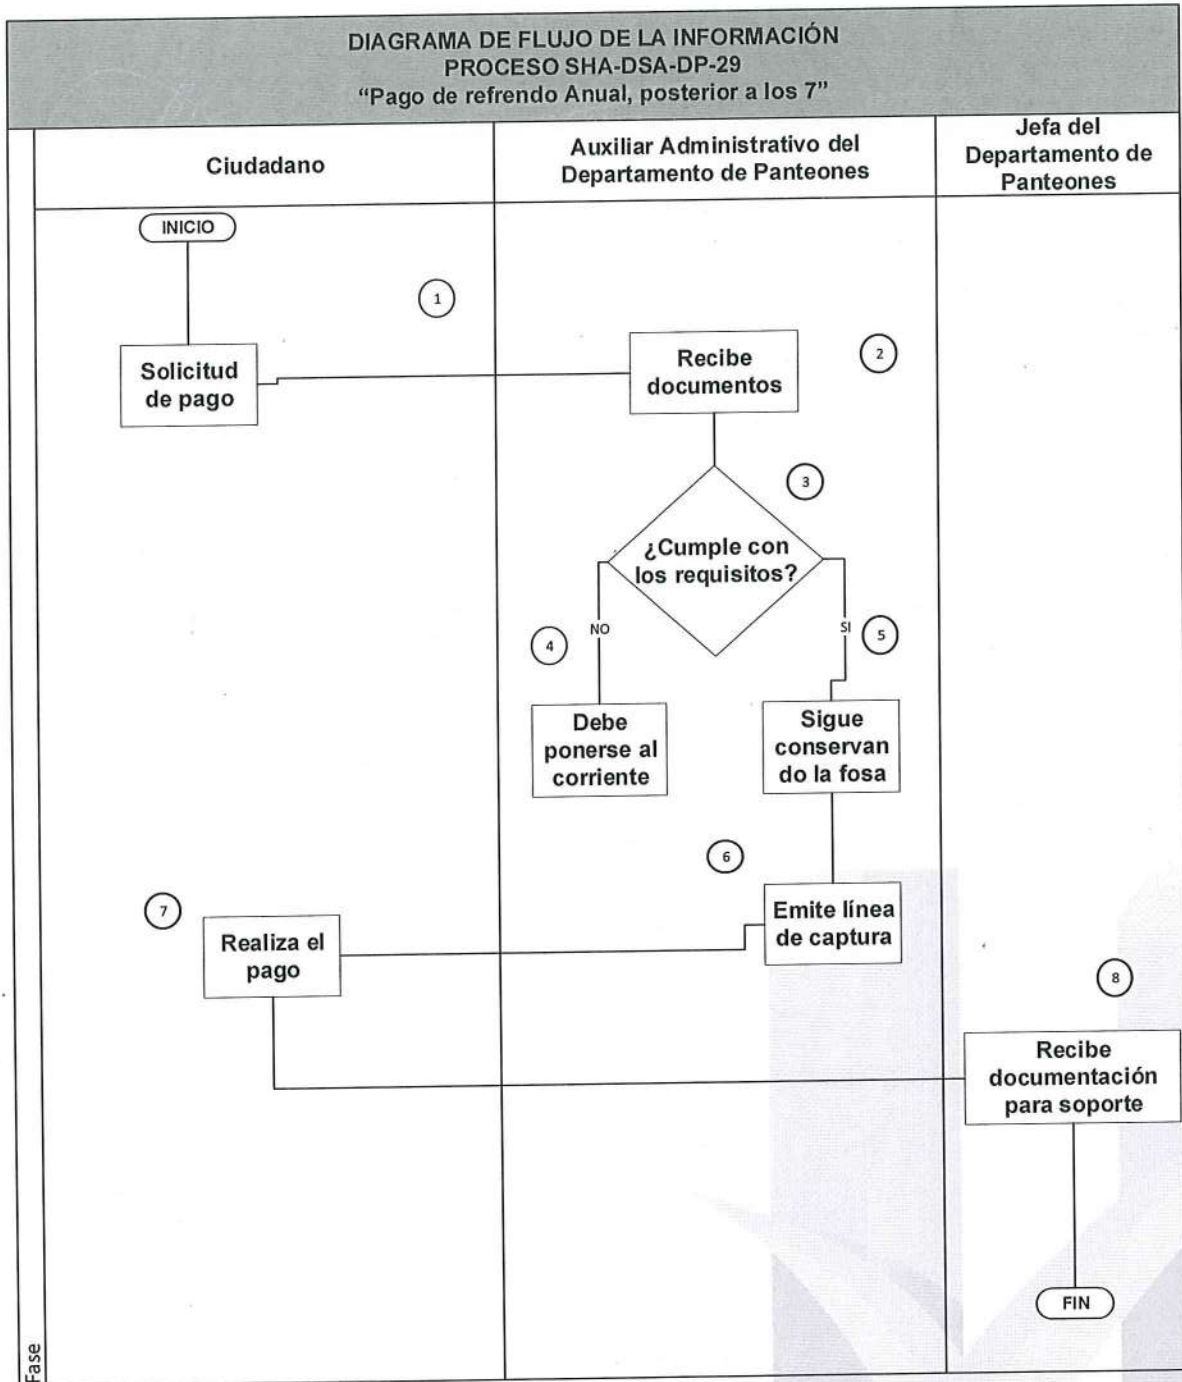 DIAGRAMA DE FLUJO DE LA INFORMACIÓN
PROCESO SHA-DSA-DP-29
“Pago de refrendo Anual, posterior a los 7”
Ciudadano
Auxiliar Administrativo del
Departamento de Panteones
Jefa del
Departamento de
Panteones
INICIO
1
Solicitud
de pago
Recibe
documentos
2
3
¿Cumple con
los requisitos?
4
NO
SI
5
Debe
ponerse al
corriente
Sigue
conservan
do la fosa
6
Emite línea
de captura
7
Realiza el
pago
8
Recibe
documentación
para soporte
FIN
Fase